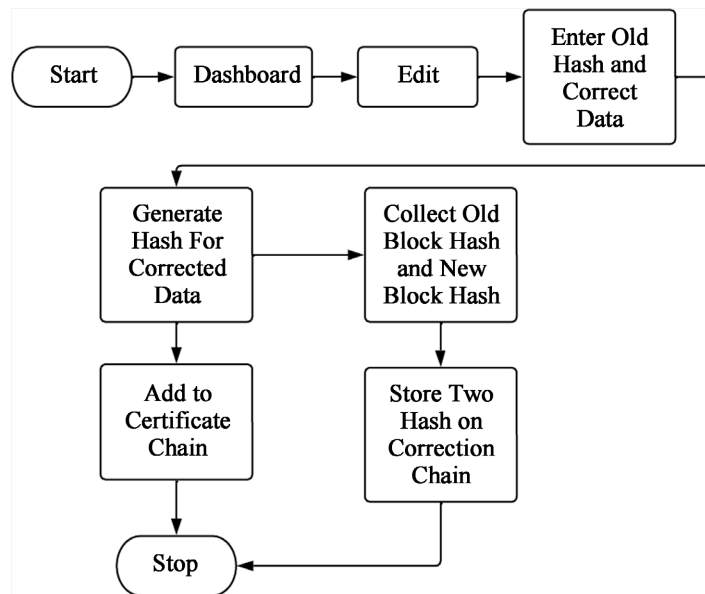 Start
Dashboard
Edit
Enter Old
Hash and
Correct
Data
Generate
Hash For
Corrected
Data
Collect Old
Block Hash
and New
Block Hash
Add to
Certificate
Chain
Store Two
Hash on
Correction
Chain
Stop